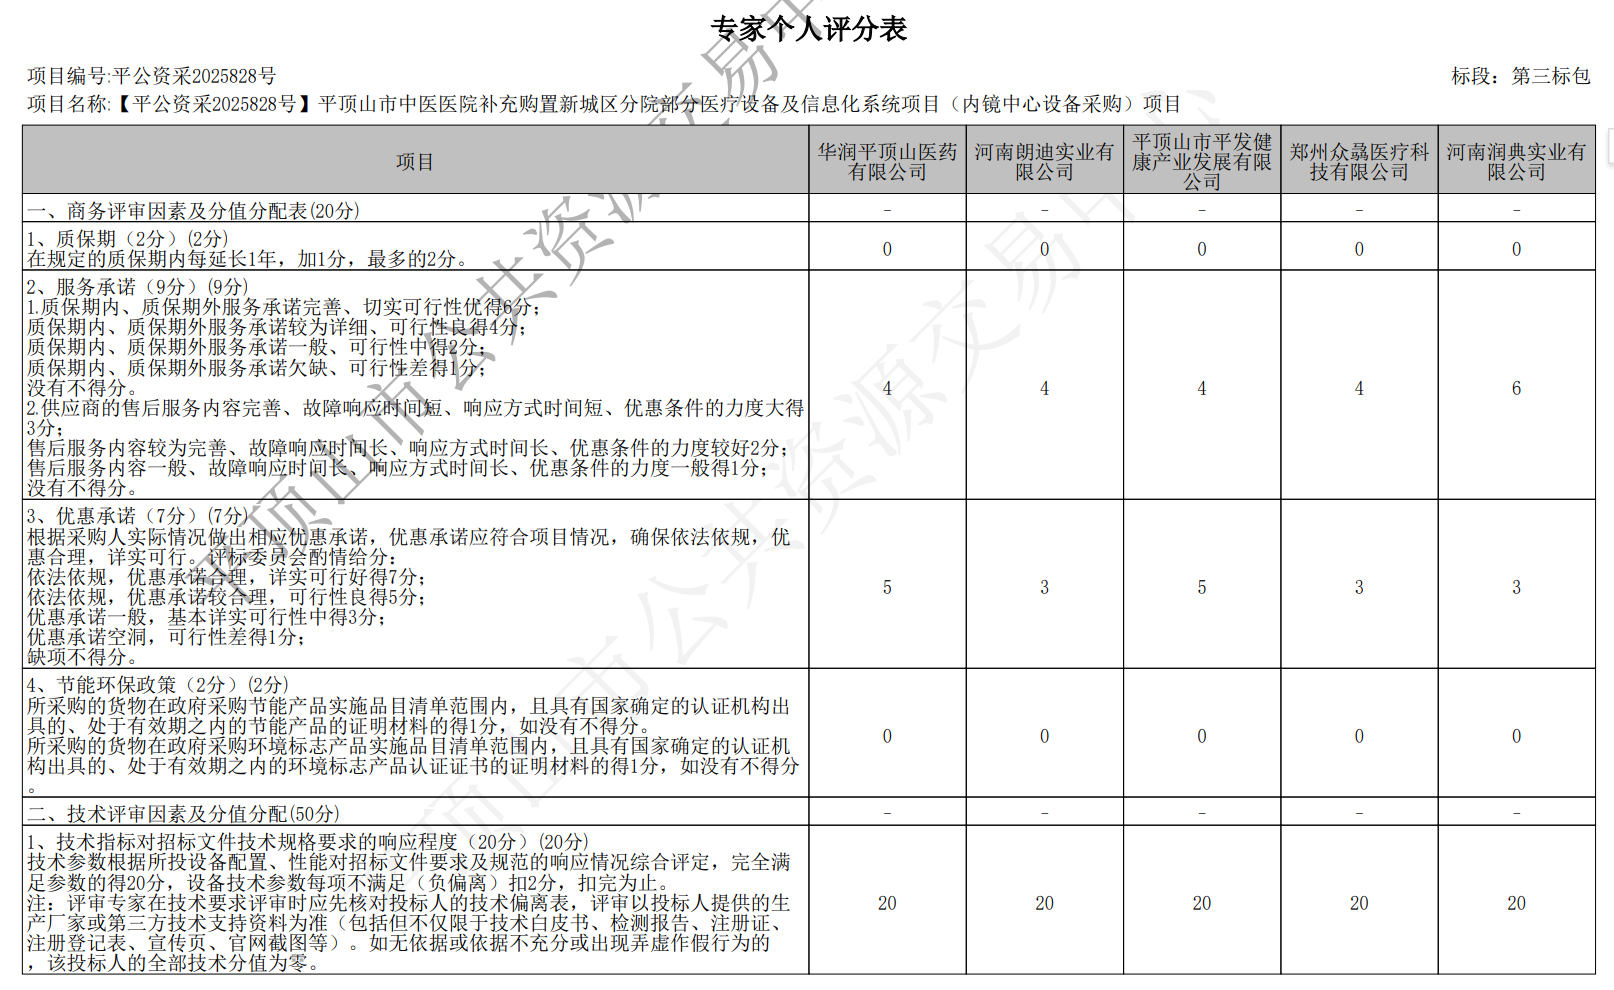 专家个人评分表
项目编号:平公资采2025828号
标段：第三标包
项目名称:【平公资采2025828号】平顶山市中医医院补充购置新城区分院部分医疗设备及信息化系统项目（内镜中心设备采购）项目
项目
华润平顶山医药
有限公司
河南朗迪实业有
限公司
平顶山市平发健
康产业发展有限
公司
郑州众骉医疗科
技有限公司
河南润典实业有
限公司
一、商务评审因素及分值分配表(20分) - - - - -
1、质保期（2分）(2分)
在规定的质保期内每延长1年，加1分，最多的2分。
0 0 0 0 0
2、服务承诺（9分）(9分)
1.质保期内、质保期外服务承诺完善、切实可行性优得6分；
质保期内、质保期外服务承诺较为详细、可行性良得4分；
质保期内、质保期外服务承诺一般、可行性中得2分；
质保期内、质保期外服务承诺欠缺、可行性差得1分；
没有不得分。
2.供应商的售后服务内容完善、故障响应时间短、响应方式时间短、优惠条件的力度大得
3分；
售后服务内容较为完善、故障响应时间长、响应方式时间长、优惠条件的力度较好2分；
售后服务内容一般、故障响应时间长、响应方式时间长、优惠条件的力度一般得1分；
没有不得分。
4 4 4 4 6
3、优惠承诺（7分）(7分)
根据采购人实际情况做出相应优惠承诺，优惠承诺应符合项目情况，确保依法依规，优
惠合理，详实可行。评标委员会酌情给分：
依法依规，优惠承诺合理，详实可行好得7分；
依法依规，优惠承诺较合理，可行性良得5分；
优惠承诺一般，基本详实可行性中得3分；
优惠承诺空洞，可行性差得1分；
缺项不得分。
5 3 5 3 3
4、节能环保政策（2分）(2分)
所采购的货物在政府采购节能产品实施品目清单范围内，且具有国家确定的认证机构出
具的、处于有效期之内的节能产品的证明材料的得1分，如没有不得分。
所采购的货物在政府采购环境标志产品实施品目清单范围内，且具有国家确定的认证机
构出具的、处于有效期之内的环境标志产品认证证书的证明材料的得1分，如没有不得分
。
0 0 0 0 0
二、技术评审因素及分值分配(50分) - - - - -
1、技术指标对招标文件技术规格要求的响应程度（20分）(20分)
技术参数根据所投设备配置、性能对招标文件要求及规范的响应情况综合评定，完全满
足参数的得20分，设备技术参数每项不满足（负偏离）扣2分，扣完为止。
注：评审专家在技术要求评审时应先核对投标人的技术偏离表，评审以投标人提供的生
产厂家或第三方技术支持资料为准（包括但不仅限于技术白皮书、检测报告、注册证、
注册登记表、宣传页、官网截图等）。如无依据或依据不充分或出现弄虚作假行为的
，该投标人的全部技术分值为零。
20 20 20 20 20
平顶山市公共资源交易中
平顶山市公共资源交易中心